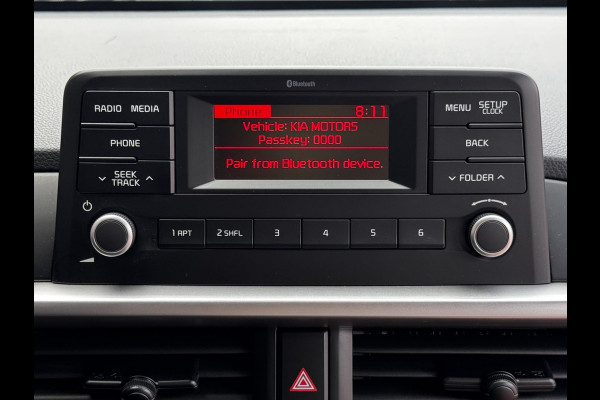 Bluetooth
RADIO MEDIA
Phone 8:11
MENU SETUP
CLOCK
Vehicle: KIA MOTORS
Passkey: 0000
PHONE
BACK
Pair from Bluetooth device.
SEEK
TRACK
FOLDER
1 RPT 2 SHFL 3 4 5 6